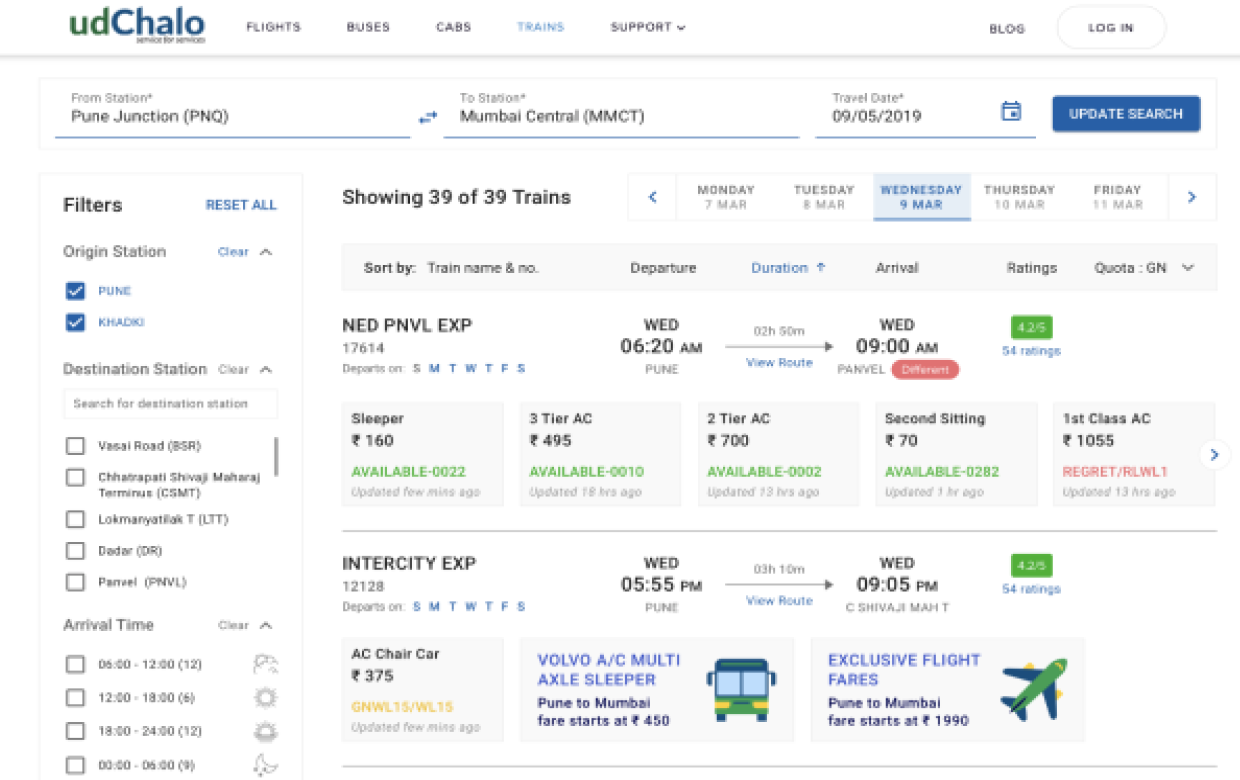 udChalo
service for services
FLIGHTS BUSES CABS TRAINS SUPPORT BLOG LOG IN
From Station* To Station* Travel Date*
Pune Junction (PNQ) Mumbai Central (MMCT) 09/05/2019 UPDATE SEARCH
Filters RESET ALL
Origin Station Clear
PUNE
KHADKI
Destination Station Clear
Search for destination station
Vasai Road (BSR)
Chhatrapati Shivaji Maharaj
Terminus (CSMT)
Lokmanyatilak T (LTT)
Dadar (DR)
Panvel (PNVL)
Arrival Time Clear
06:00 - 12:00 (12)
12:00 - 18:00 (6)
18:00 - 24:00 (12)
00:00 - 06:00 (9)
Showing 39 of 39 Trains
MONDAY TUESDAY WEDNESDAY THURSDAY FRIDAY
7 MAR 8 MAR 9 MAR 10 MAR 11 MAR
Sort by: Train name & no. Departure Duration ↑ Arrival Ratings Quota : GN
NED PNVL EXP WED 02h 50m WED 4.2/5
17614 06:20 AM 09:00 AM 54 ratings
Departs on: S M T W T F S PUNE View Route PANVEL Different
Sleeper 3 Tier AC 2 Tier AC Second Sitting 1st Class AC
₹ 160 ₹ 495 ₹ 700 ₹ 70 ₹ 1055
AVAILABLE-0022 AVAILABLE-0010 AVAILABLE-0002 AVAILABLE-0282 REGRET/RLWL1
Updated few mins ago Updated 18 hrs ago Updated 13 hrs ago Updated 1 hr ago Updated 13 hrs ago
INTERCITY EXP WED 03h 10m WED 4.2/5
12128 05:55 PM 09:05 PM 54 ratings
Departs on: S M T W T F S PUNE View Route C SHIVAJI MAH T
AC Chair Car
₹ 375
GNWL15/WL15
Updated few mins ago
VOLVO A/C MULTI
AXLE SLEEPER
Pune to Mumbai
fare starts at ₹ 450
EXCLUSIVE FLIGHT
FARES
Pune to Mumbai
fare starts at ₹ 1990